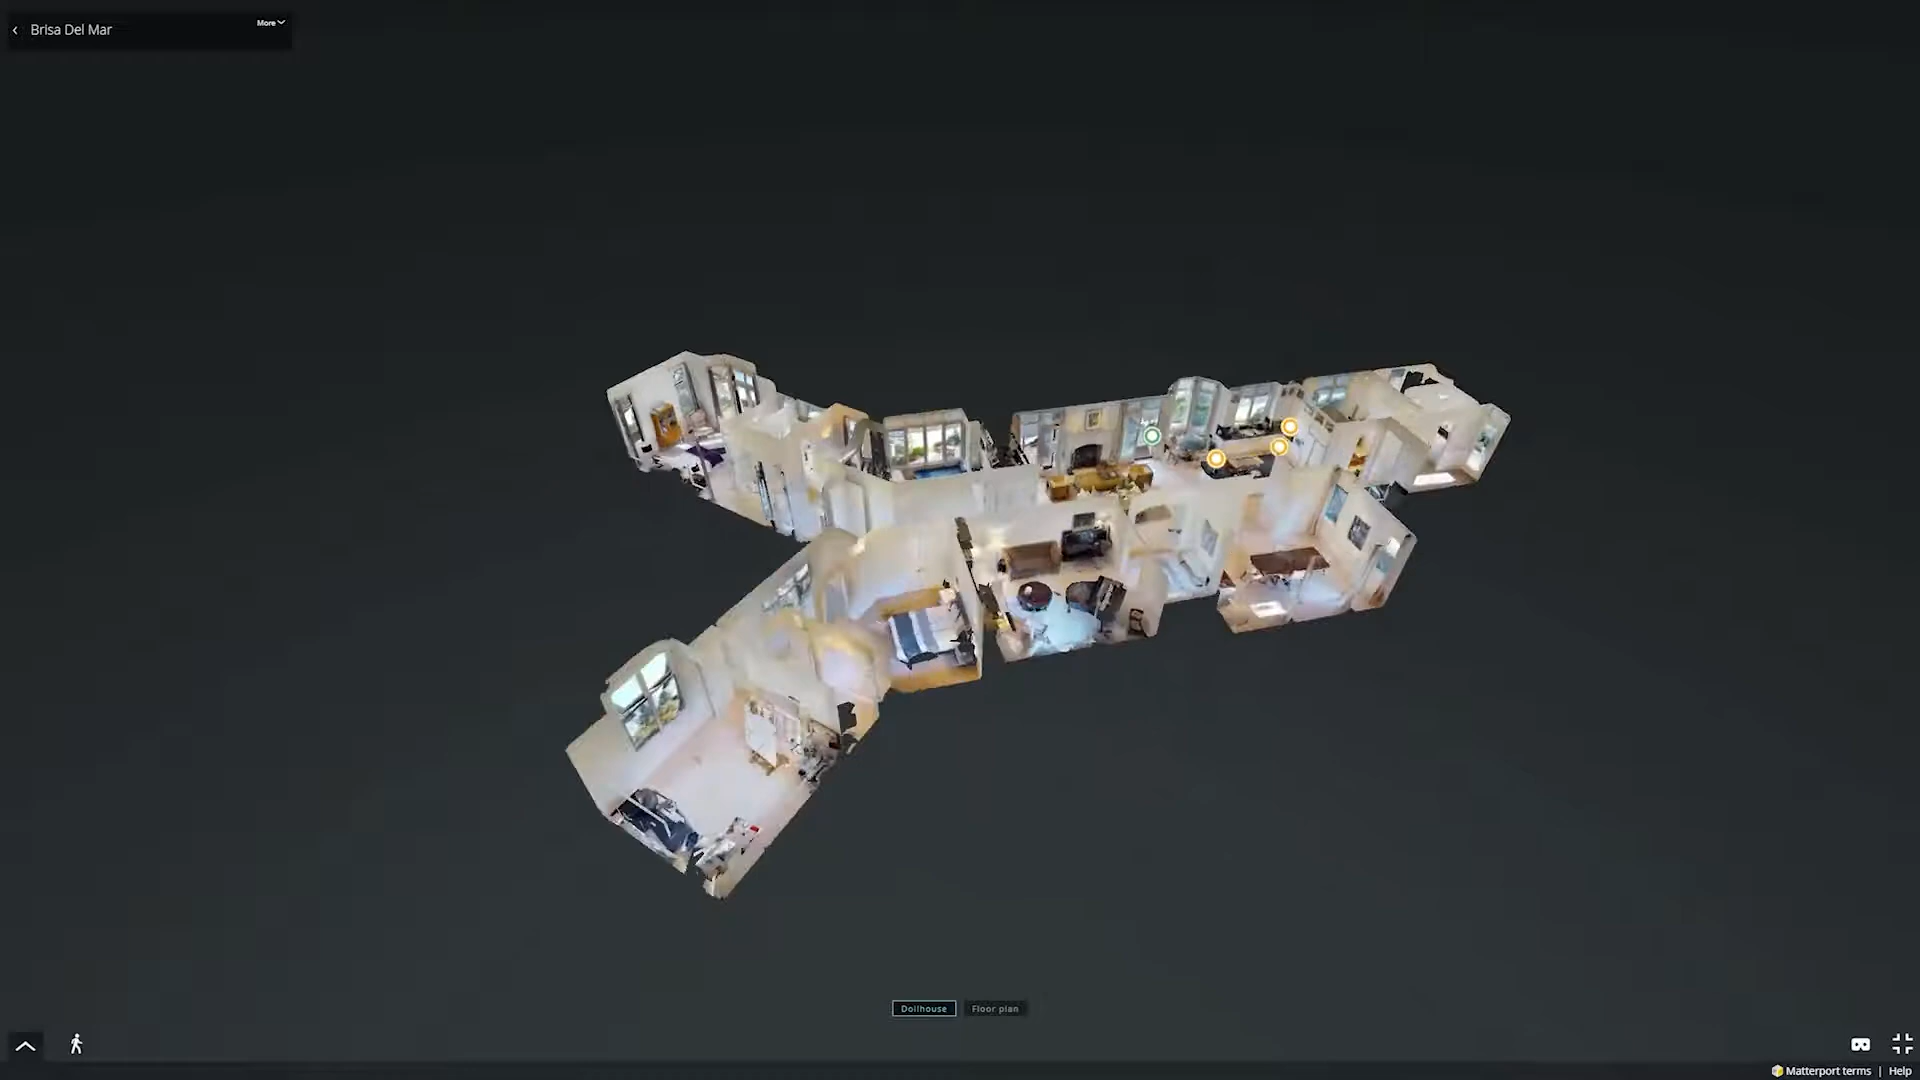 Brisa Del Mar
More
Dollhouse
Floor plan
Matterport terms | Help